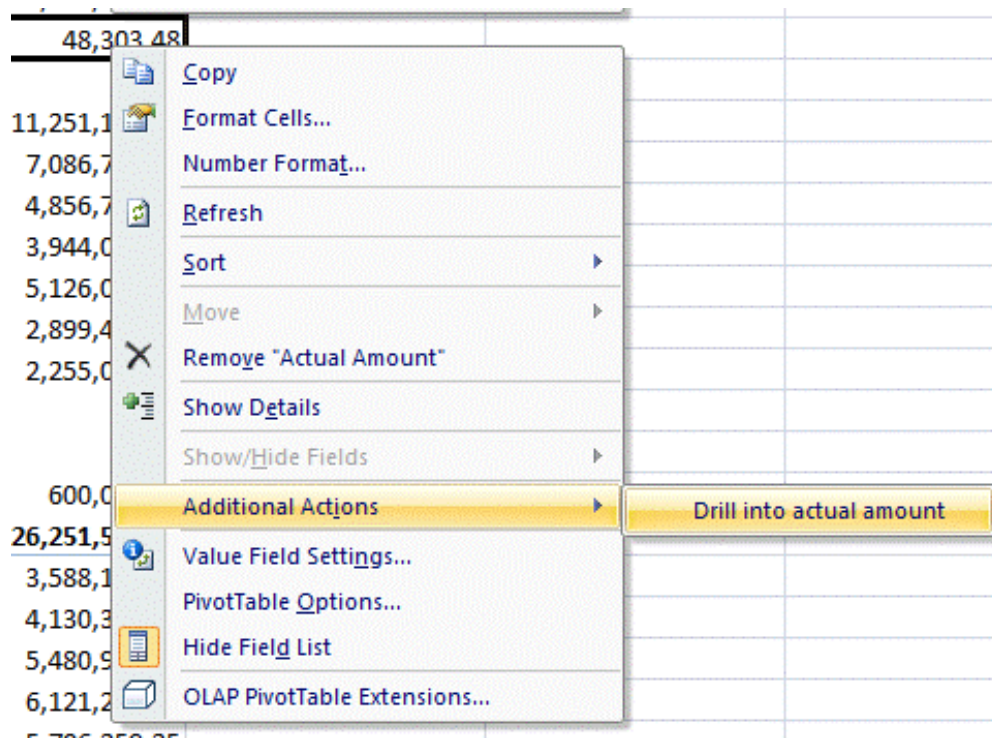 48,303.48
Copy
11,251,1
Format Cells...
7,086,7
Number Format...
4,856,7
Refresh
3,944,0
Sort
5,126,0
Move
2,899,4
Remove "Actual Amount"
2,255,0
Show Details
Show/Hide Fields
600,0
Additional Actions
Drill into actual amount
26,251,5
Value Field Settings...
3,588,1
PivotTable Options...
4,130,3
Hide Field List
5,480,9
OLAP PivotTable Extensions...
6,121,2